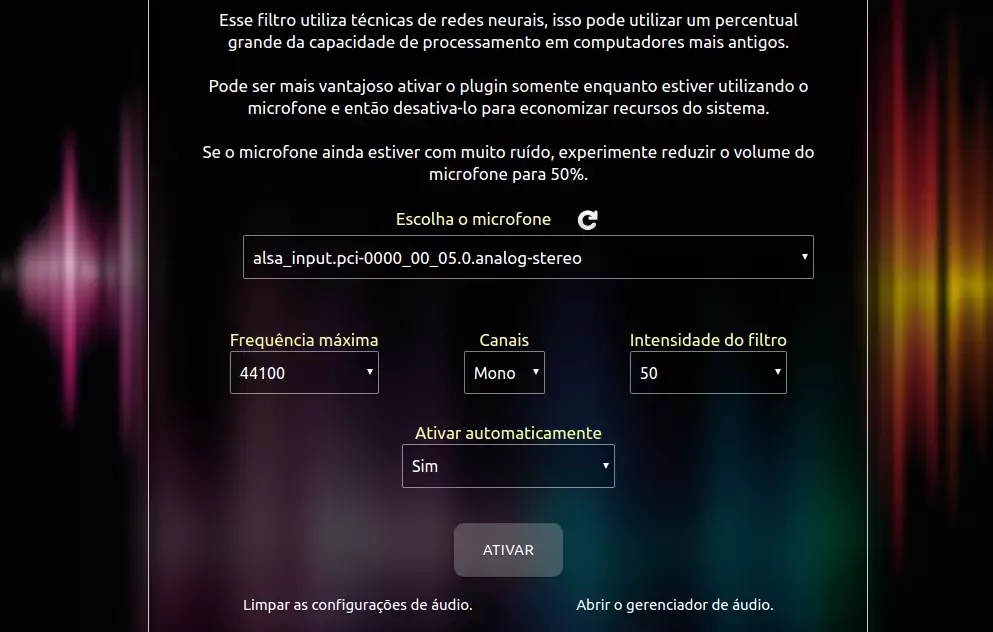 Esse filtro utiliza técnicas de redes neurais, isso pode utilizar um percentual
grande da capacidade de processamento em computadores mais antigos.
Pode ser mais vantajoso ativar o plugin somente enquanto estiver utilizando o
microfone e então desativa-lo para economizar recursos do sistema.
Se o microfone ainda estiver com muito ruído, experimente reduzir o volume do
microfone para 50%.
Escolha o microfone
alsa_input.pci-0000_00_05.0.analog-stereo
Frequência máxima
Canais
Intensidade do filtro
44100
Mono
50
Ativar automaticamente
Sim
ATIVAR
Limpar as configurações de áudio.
Abrir o gerenciador de áudio.